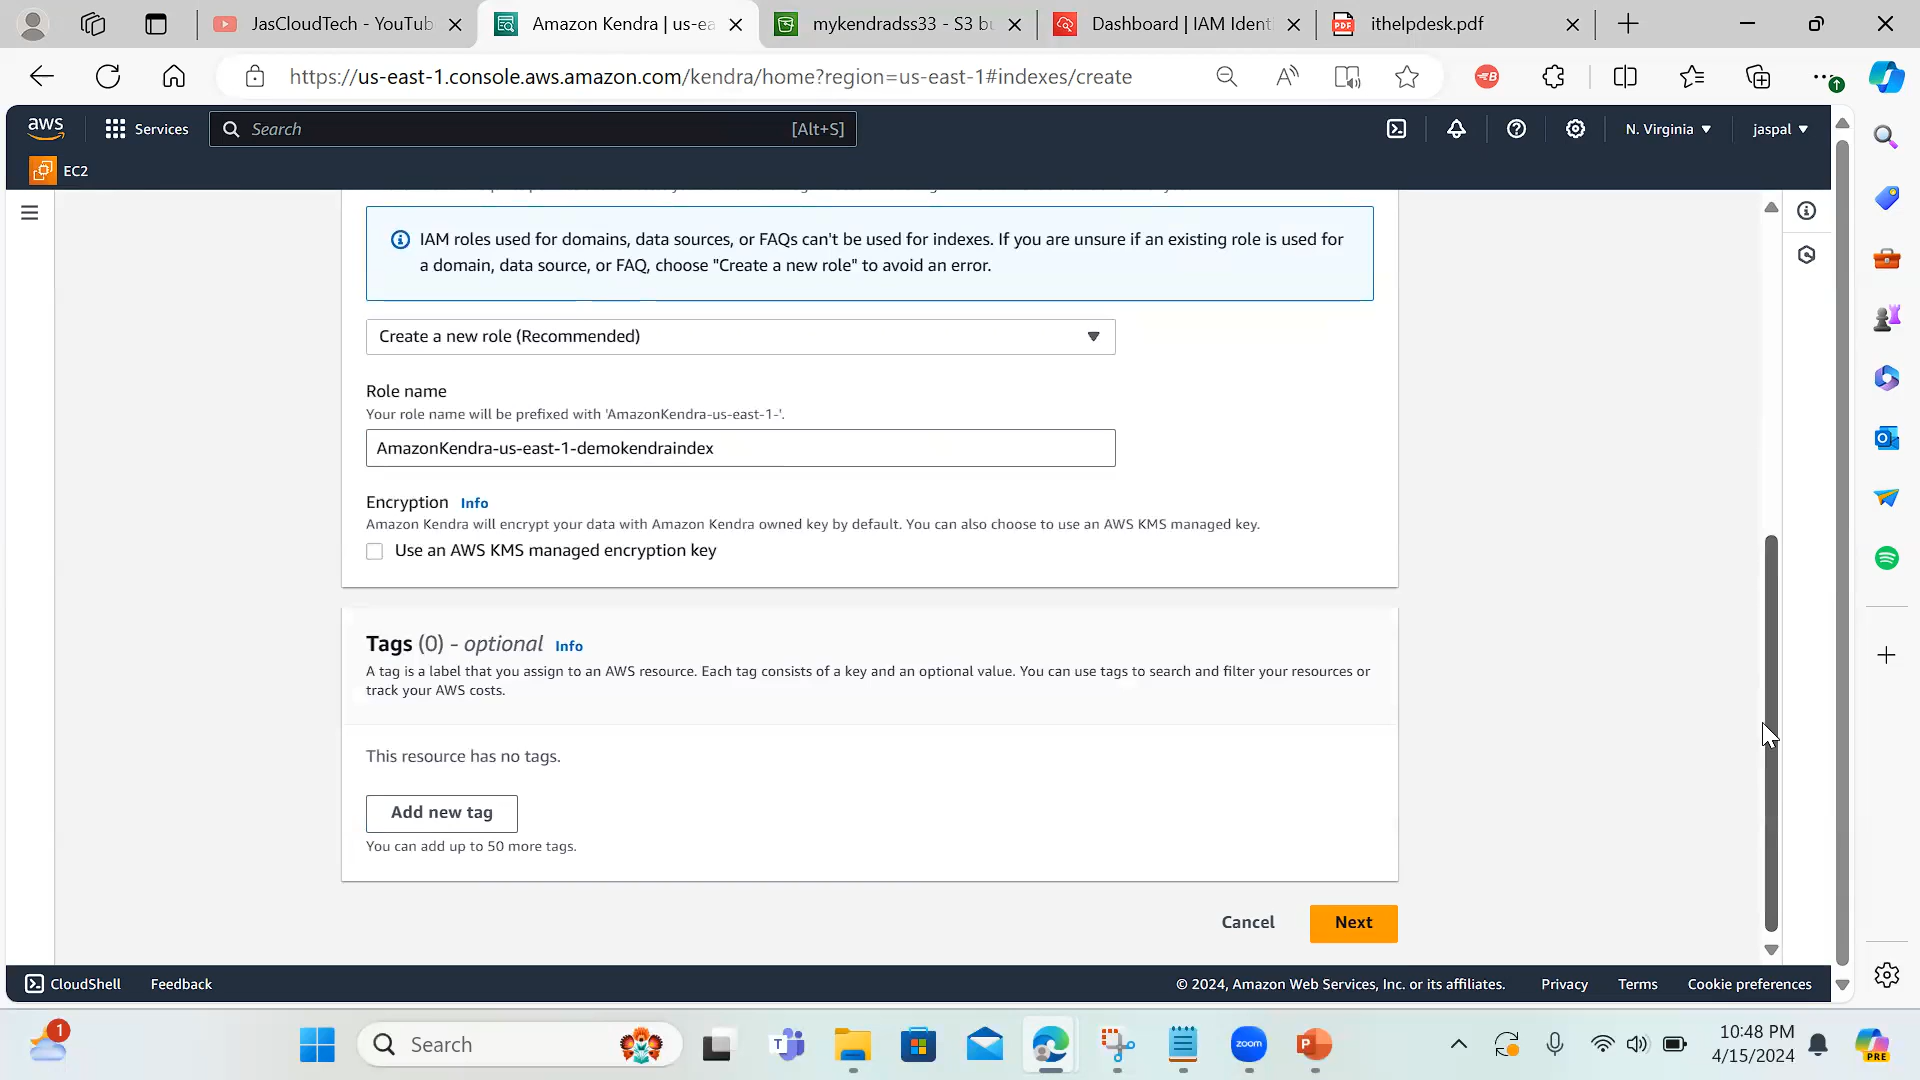 JasCloudTech - YouTub
Amazon Kendra | us-ea
mykendradss33 - S3 bu
Dashboard | IAM Ident
PDF
ithelpdesk.pdf
https://us-east-1.console.aws.amazon.com/kendra/home?region=us-east-1#indexes/create
aws
Services
Search
[Alt+S]
N. Virginia
jaspal
EC2
IAM roles used for domains, data sources, or FAQs can't be used for indexes. If you are unsure if an existing role is used for
a domain, data source, or FAQ, choose "Create a new role" to avoid an error.
Create a new role (Recommended)
Role name
Your role name will be prefixed with 'AmazonKendra-us-east-1-'.
AmazonKendra-us-east-1-demokendraindex
Encryption Info
Amazon Kendra will encrypt your data with Amazon Kendra owned key by default. You can also choose to use an AWS KMS managed key.
Use an AWS KMS managed encryption key
Tags (0) - optional Info
A tag is a label that you assign to an AWS resource. Each tag consists of a key and an optional value. You can use tags to search and filter your resources or
track your AWS costs.
This resource has no tags.
Add new tag
You can add up to 50 more tags.
Cancel
Next
CloudShell
Feedback
© 2024, Amazon Web Services, Inc. or its affiliates.
Privacy
Terms
Cookie preferences
1
Search
zoom
10:48 PM
4/15/2024
PRE